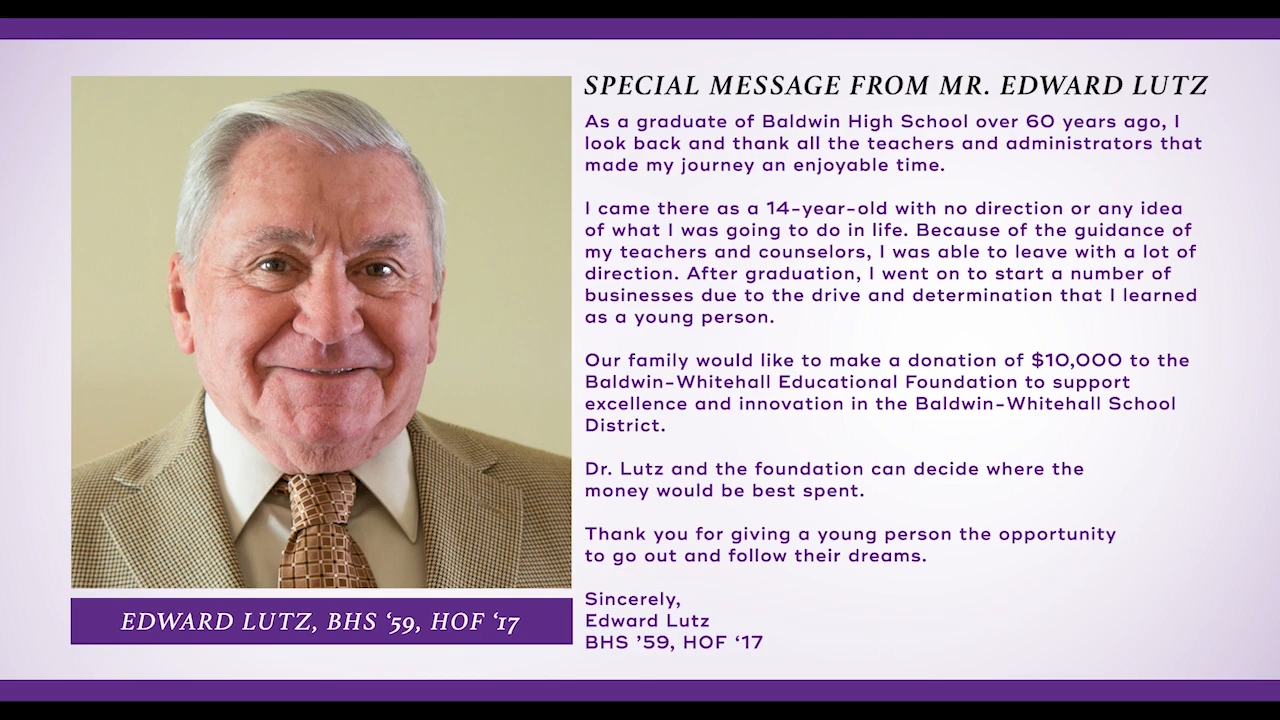 SPECIAL MESSAGE FROM MR. EDWARD LUTZ
As a graduate of Baldwin High School over 60 years ago, I
look back and thank all the teachers and administrators that
made my journey an enjoyable time.
I came there as a 14-year-old with no direction or any idea
of what I was going to do in life. Because of the guidance of
my teachers and counselors, I was able to leave with a lot of
direction. After graduation, I went on to start a number of
businesses due to the drive and determination that I learned
as a young person.
Our family would like to make a donation of $10,000 to the
Baldwin-Whitehall Educational Foundation to support
excellence and innovation in the Baldwin-Whitehall School
District.
Dr. Lutz and the foundation can decide where the
money would be best spent.
Thank you for giving a young person the opportunity
to go out and follow their dreams.
Sincerely,
Edward Lutz
BHS ’59, HOF ‘17
EDWARD LUTZ, BHS ‘59, HOF ‘17